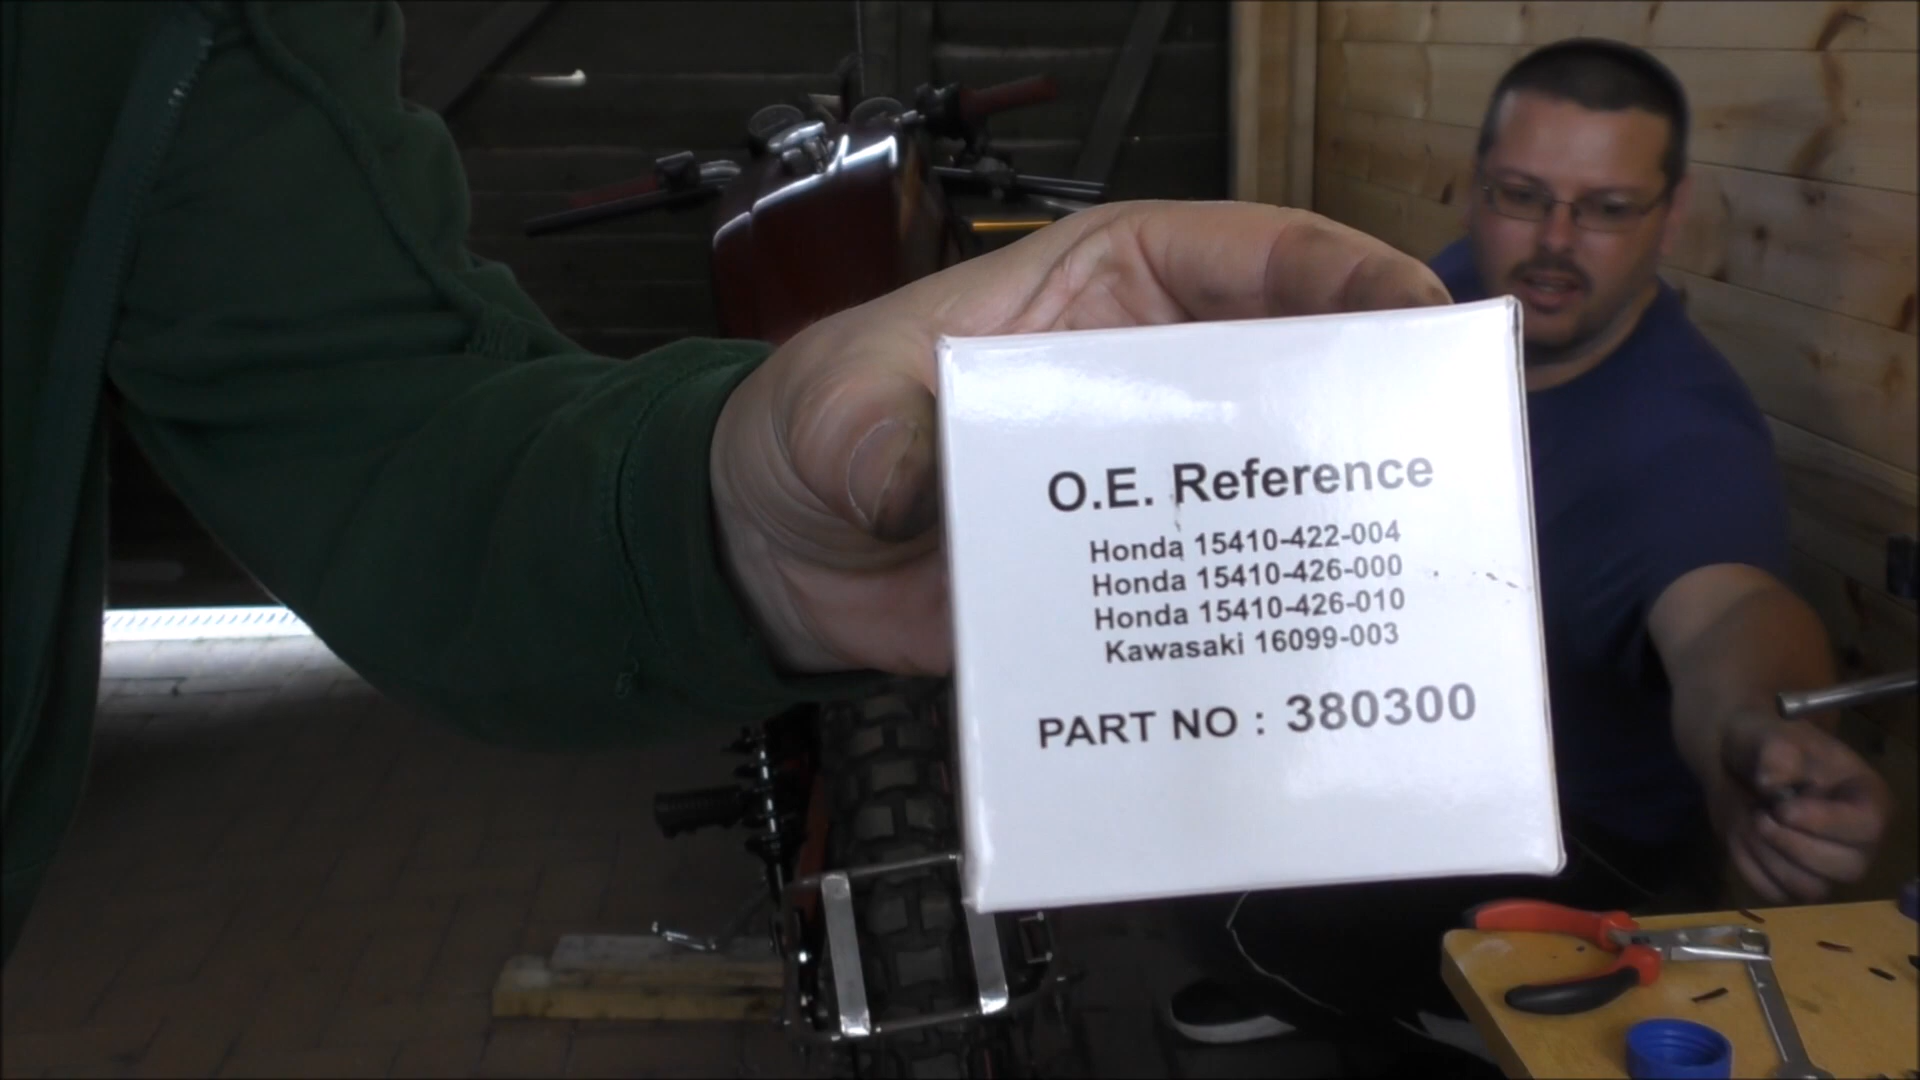 O.E. Reference
Honda 15410-422-004
Honda 15410-426-000
Honda 15410-426-010
Kawasaki 16099-003
PART NO : 380300